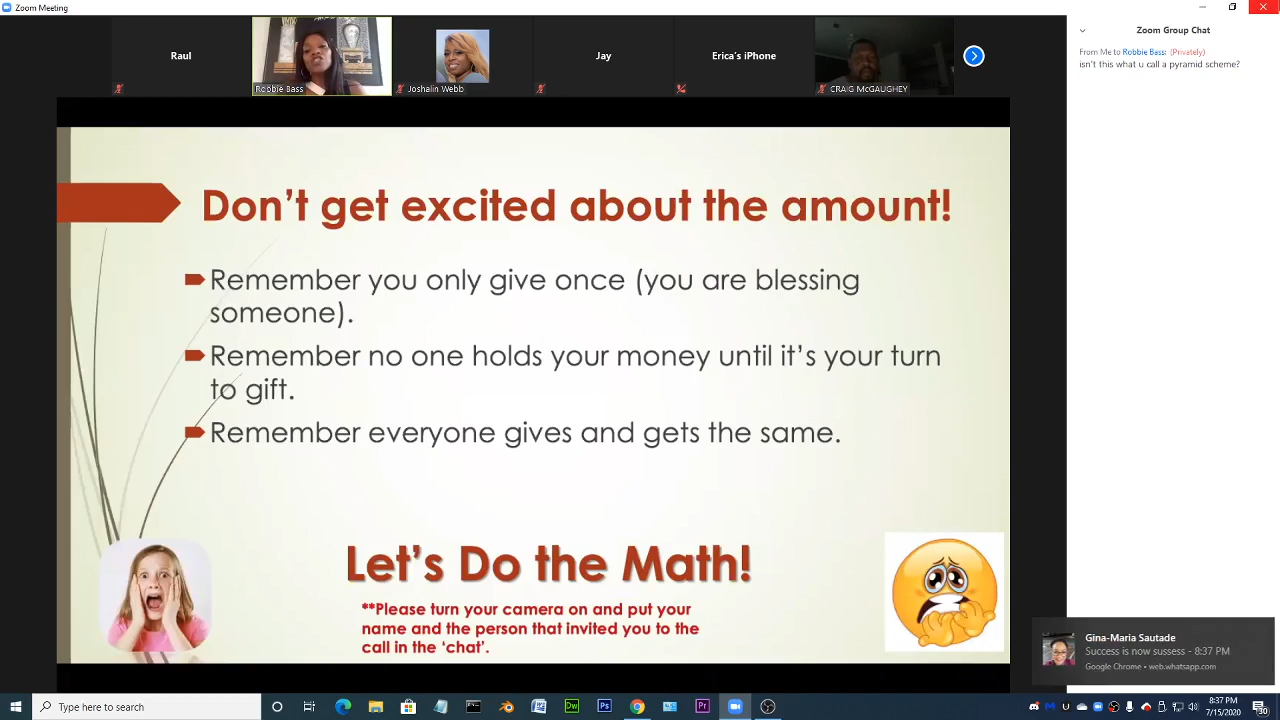 Zoom Meeting
Raul
Robbie Bass
Joshalin Webb
Jay
Erica's iPhone
CRAIG McGAUGHEY
Don't get excited about the amount!
Remember you only give once (you are blessing
someone).
Remember no one holds your money until it's your turn
to gift.
Remember everyone gives and gets the same.
Let's Do the Math!
**Please turn your camera on and put your
name and the person that invited you to the
call in the 'chat'.
Zoom Group Chat
From Me to Robbie Bass: (Privately)
isn't this what u call a pyramid scheme?
Gina-Maria Sautade
Success is now sussess - 8:37 PM
Google Chrome • web.whatsapp.com
Type here to search
Dw
Ps
Pr
8:37 PM
7/15/2020